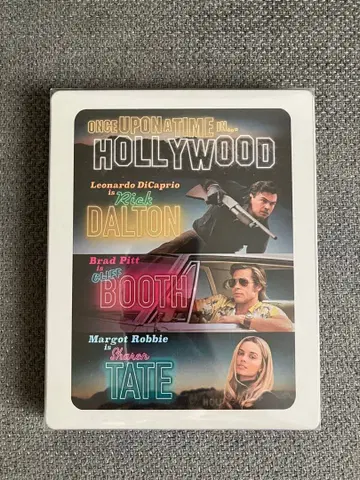 ONCE UPON A TIME IN...
HOLLYWOOD
Leonardo DiCaprio
is Rick
DALTON
Brad Pitt
is CLIFF
BOOTH
Margot Robbie
is Sharon
TATE